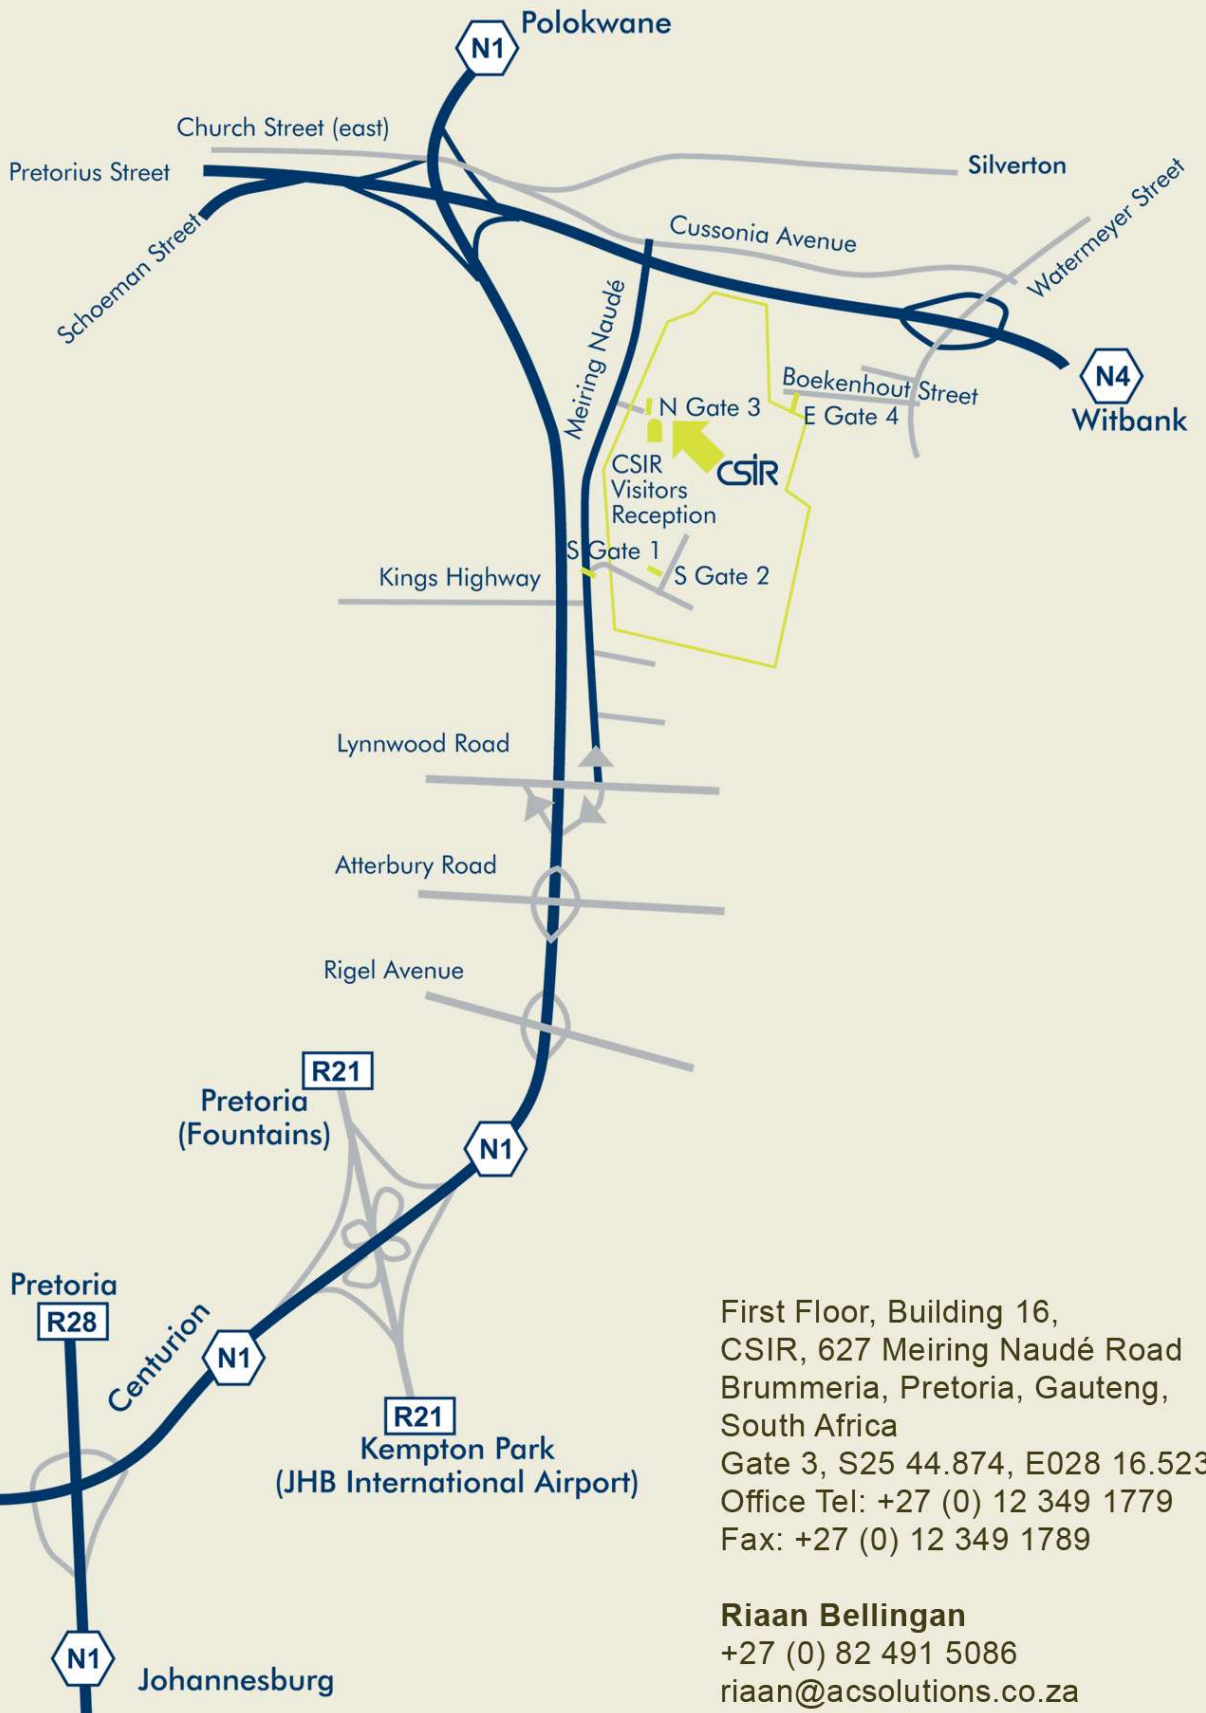 Polokwane
N1
Church Street (east)
Pretorius Street
Silverton
Schoeman Street
Cussonia Avenue
Watermeyer Street
Meiring Naudé
N4
Witbank
Boekenhout Street
N Gate 3
E Gate 4
CSIR
CSIR
Visitors
Reception
S Gate 1
S Gate 2
Kings Highway
Lynnwood Road
Atterbury Road
Rigel Avenue
R21
Pretoria
(Fountains)
N1
Pretoria
R28
Centurion
N1
R21
Kempton Park
(JHB International Airport)
N1
Johannesburg
First Floor, Building 16,
CSIR, 627 Meiring Naudé Road
Brummeria, Pretoria, Gauteng,
South Africa
Gate 3, S25 44.874, E028 16.523
Office Tel: +27 (0) 12 349 1779
Fax: +27 (0) 12 349 1789
Riaan Bellingan
+27 (0) 82 491 5086
riaan@acsolutions.co.za